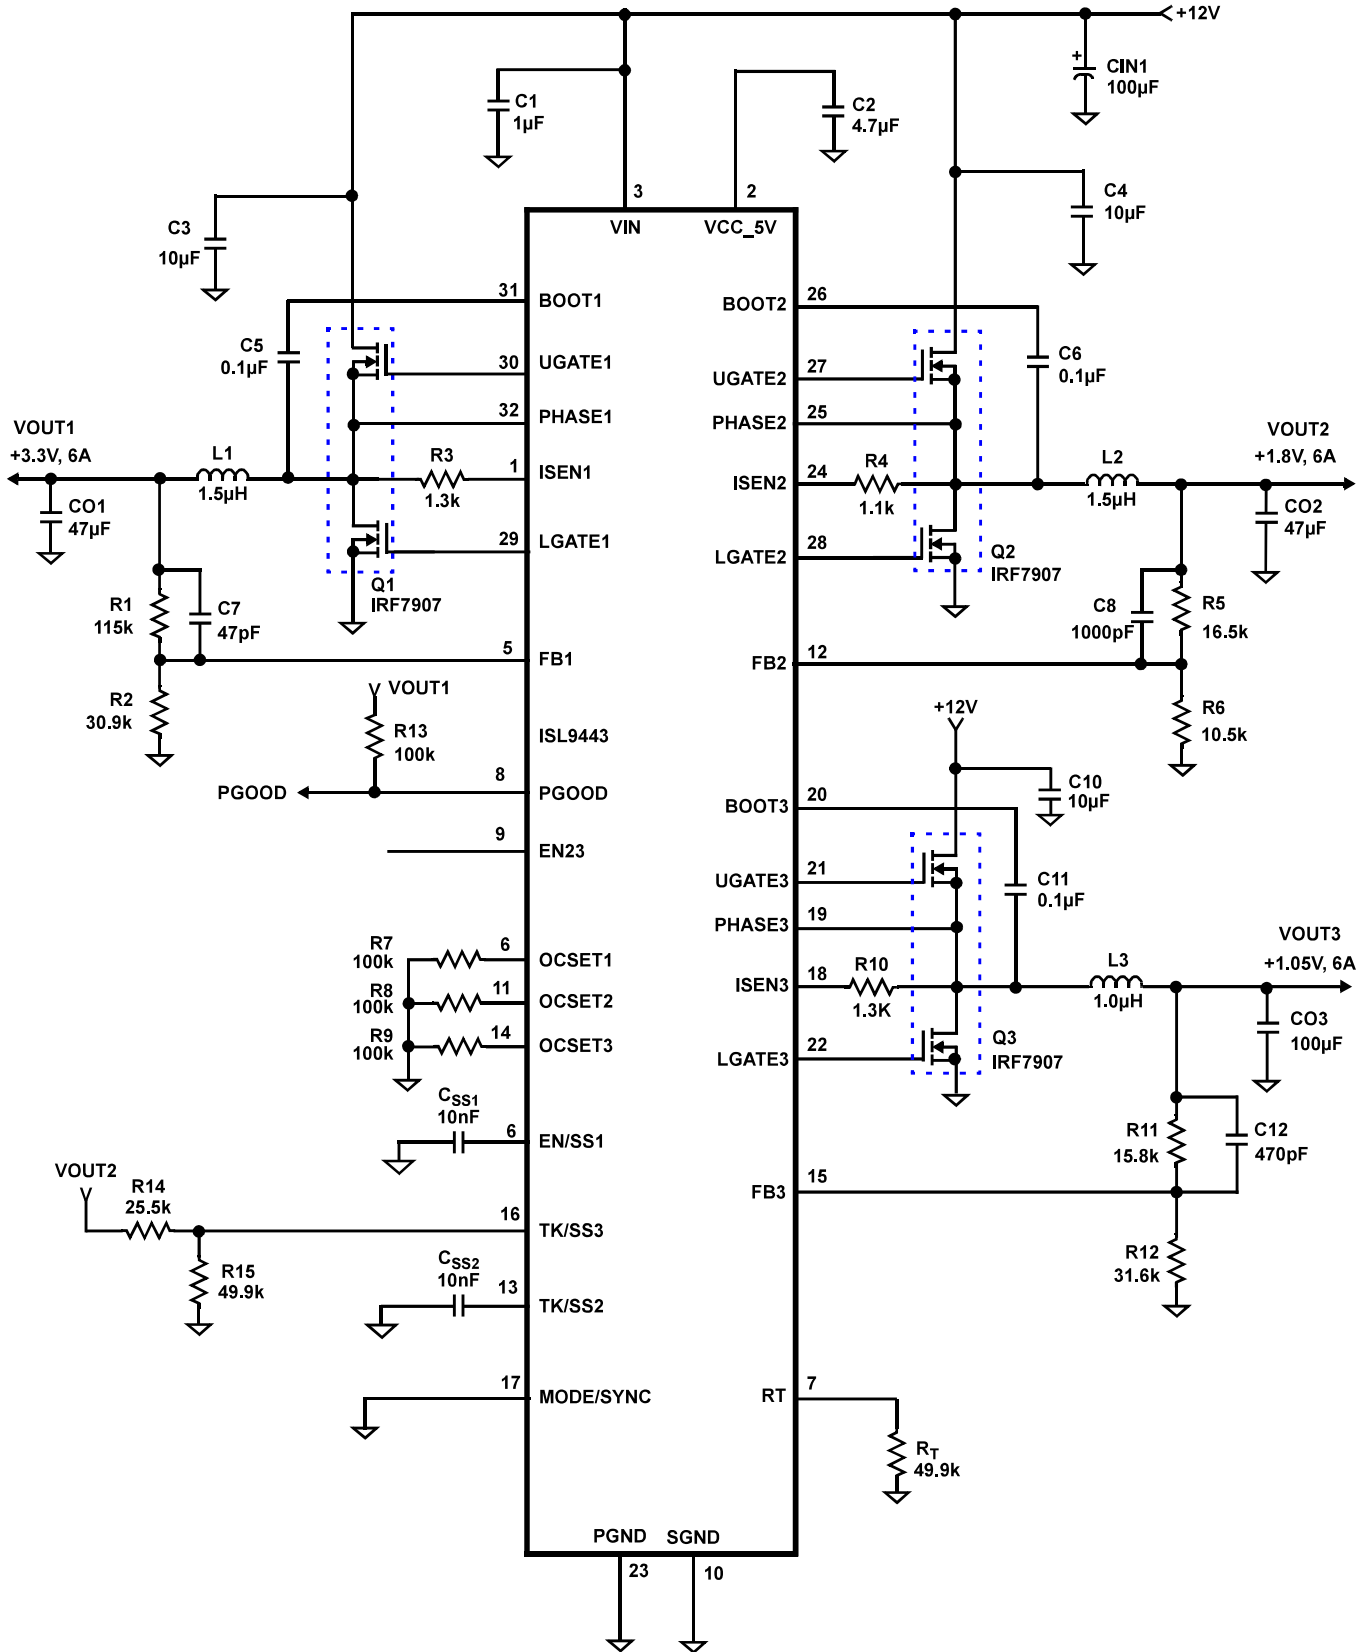 +12V
+
CIN1
100µF
C1
1µF
C2
4.7µF
C3
10µF
3
2
C4
10µF
VIN
VCC_5V
31
BOOT1
BOOT2
26
C5
0.1µF
30
UGATE1
UGATE2
27
C6
0.1µF
32
PHASE1
PHASE2
25
VOUT1
+3.3V, 6A
L1
1.5µH
R3
1.3k
1
ISEN1
ISEN2
24
R4
1.1k
L2
1.5µH
VOUT2
+1.8V, 6A
CO1
47µF
29
LGATE1
LGATE2
28
Q2
IRF7907
CO2
47µF
Q1
IRF7907
R1
115k
C7
47pF
C8
1000pF
R5
16.5k
5
FB1
FB2
12
R2
30.9k
VOUT1
R13
100k
ISL9443
+12V
R6
10.5k
PGOOD
8
PGOOD
C10
10µF
BOOT3
20
9
EN23
UGATE3
21
C11
0.1µF
PHASE3
19
R7
100k
6
OCSET1
ISEN3
18
R10
1.3K
L3
1.0µH
VOUT3
+1.05V, 6A
R8
100k
11
OCSET2
R9
100k
14
OCSET3
LGATE3
22
Q3
IRF7907
CO3
100µF
CSS1
10nF
6
EN/SS1
R11
15.8k
C12
470pF
VOUT2
R14
25.5k
FB3
15
16
TK/SS3
R15
49.9k
CSS2
10nF
13
TK/SS2
R12
31.6k
17
MODE/SYNC
RT
7
RT
49.9k
PGND
SGND
23
10